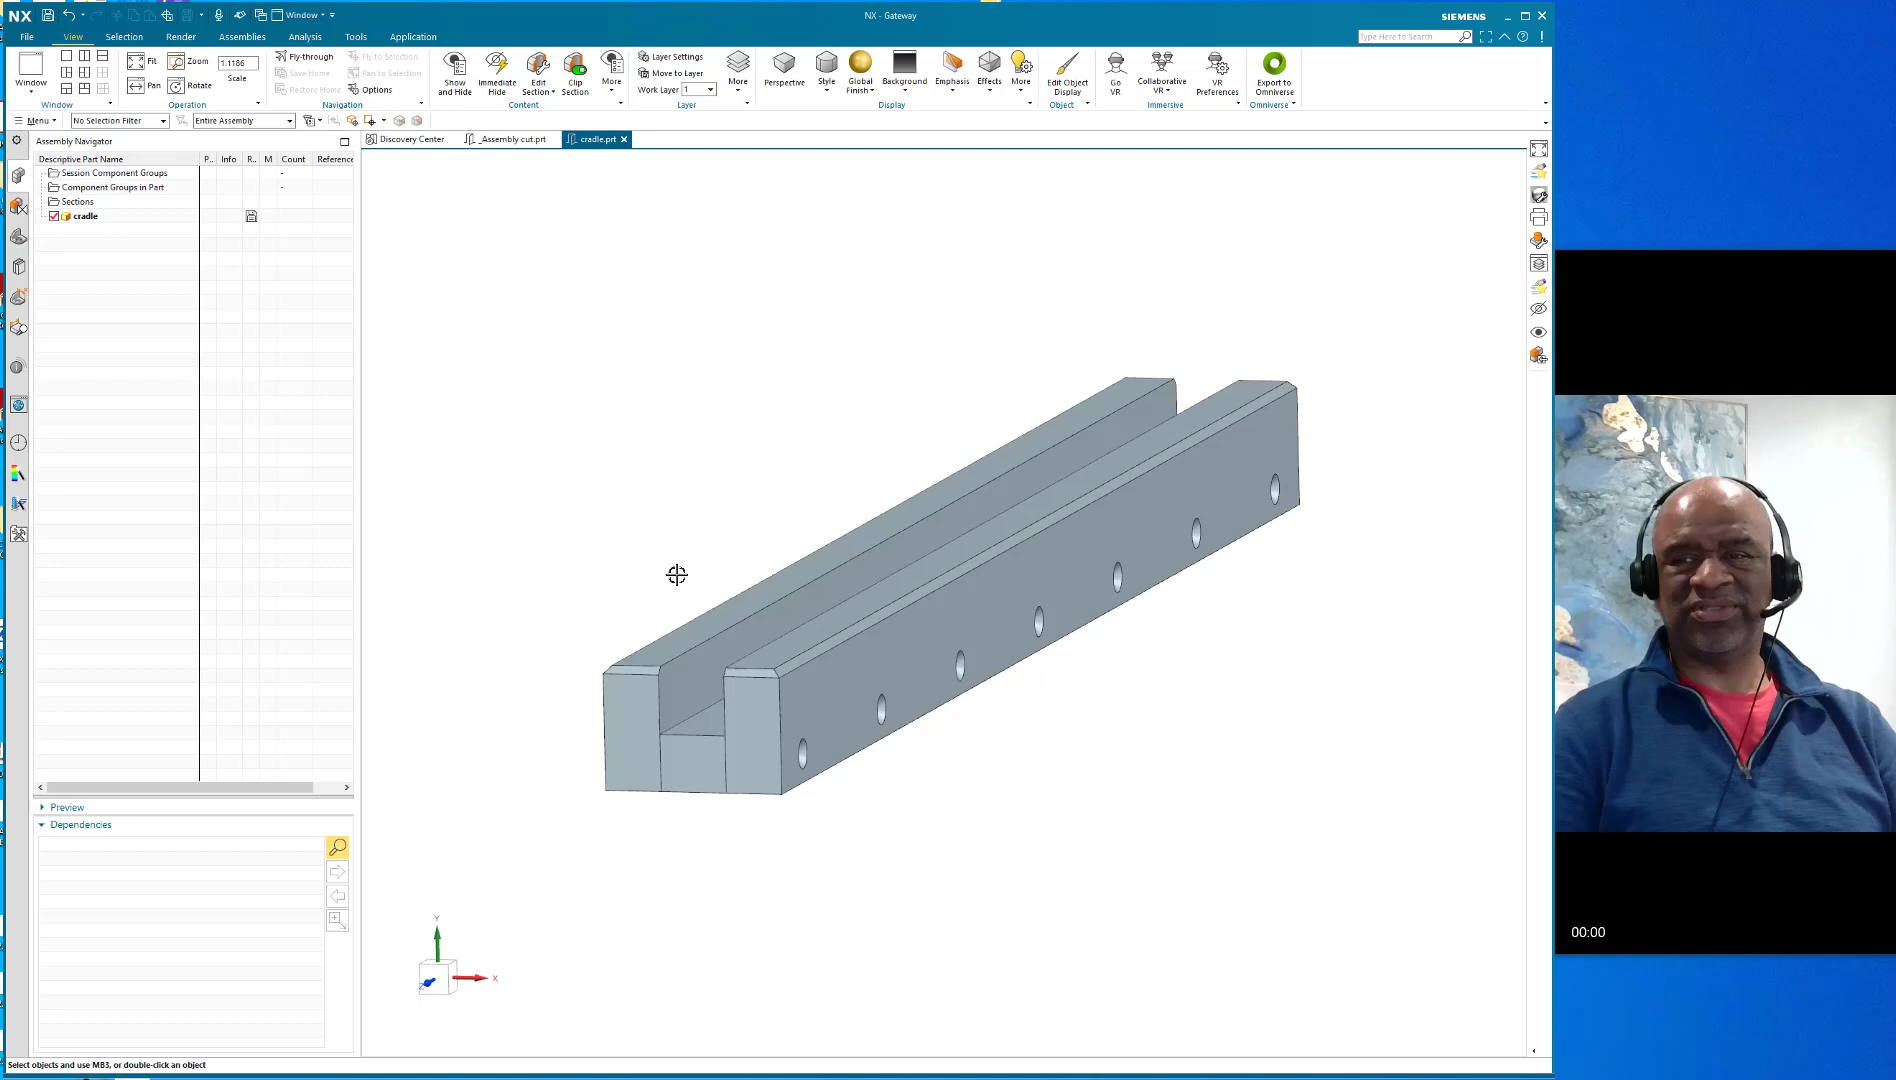 NX
Window
NX - Gateway
SIEMENS
File
View
Selection
Render
Assemblies
Analysis
Tools
Application
Type Here to Search
Window
Fit
Zoom
1.1186
Scale
Pan
Rotate
Fly-through
Fly to Selection
Save Home
Pan to Selection
Restore Home
Options
Show and Hide
Immediate Hide
Edit Section
Clip Section
More
Layer Settings
Move to Layer
Work Layer 1
More
Perspective
Style
Global Finish
Background
Emphasis
Effects
More
Edit Object Display
Go VR
Collaborative VR
VR Preferences
Export to Omniverse
Window
Operation
Navigation
Content
Layer
Display
Object
Immersive
Omniverse
Menu
No Selection Filter
Entire Assembly
Assembly Navigator
Discovery Center
_Assembly cut.prt
cradle.prt
Descriptive Part Name
P..
Info
R..
M
Count
Reference
Session Component Groups
-
Component Groups in Part
-
Sections
cradle
Preview
Dependencies
Y
X
Z
00:00
Select objects and use MB3, or double-click an object